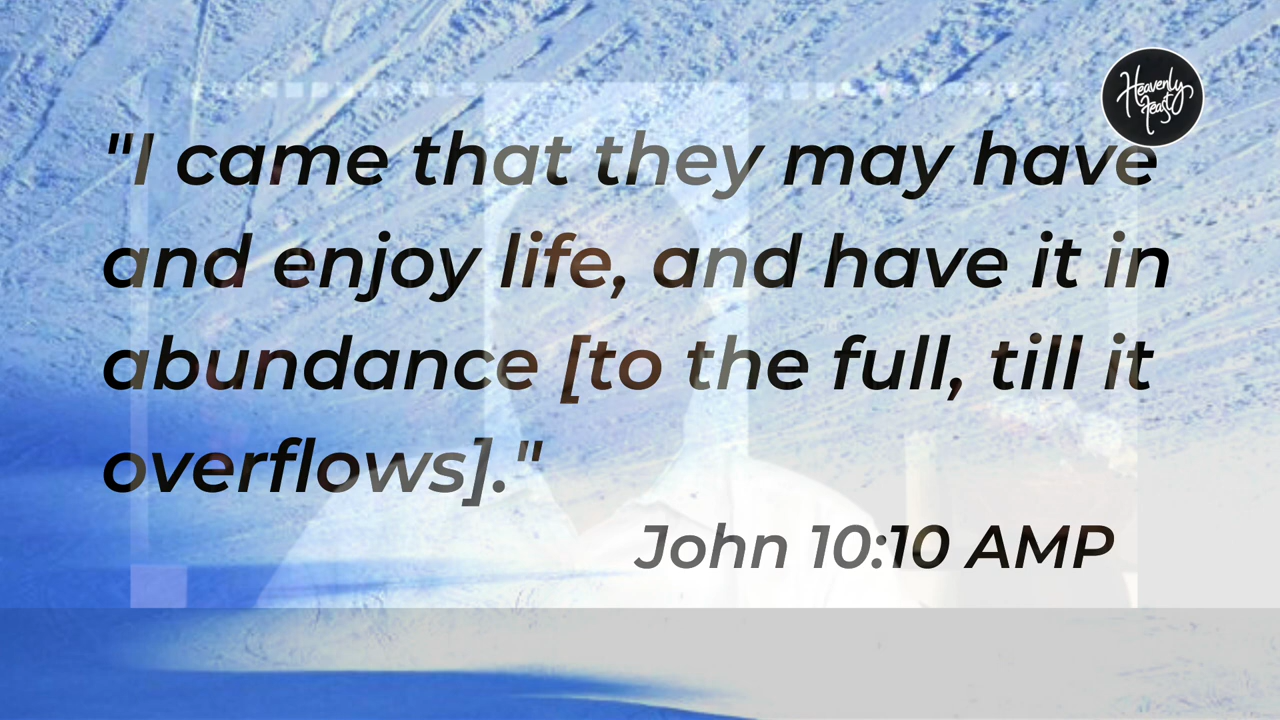 Heavenly
feast
"I came that they may have
and enjoy life, and have it in
abundance [to the full, till it
overflows]."
John 10:10 AMP